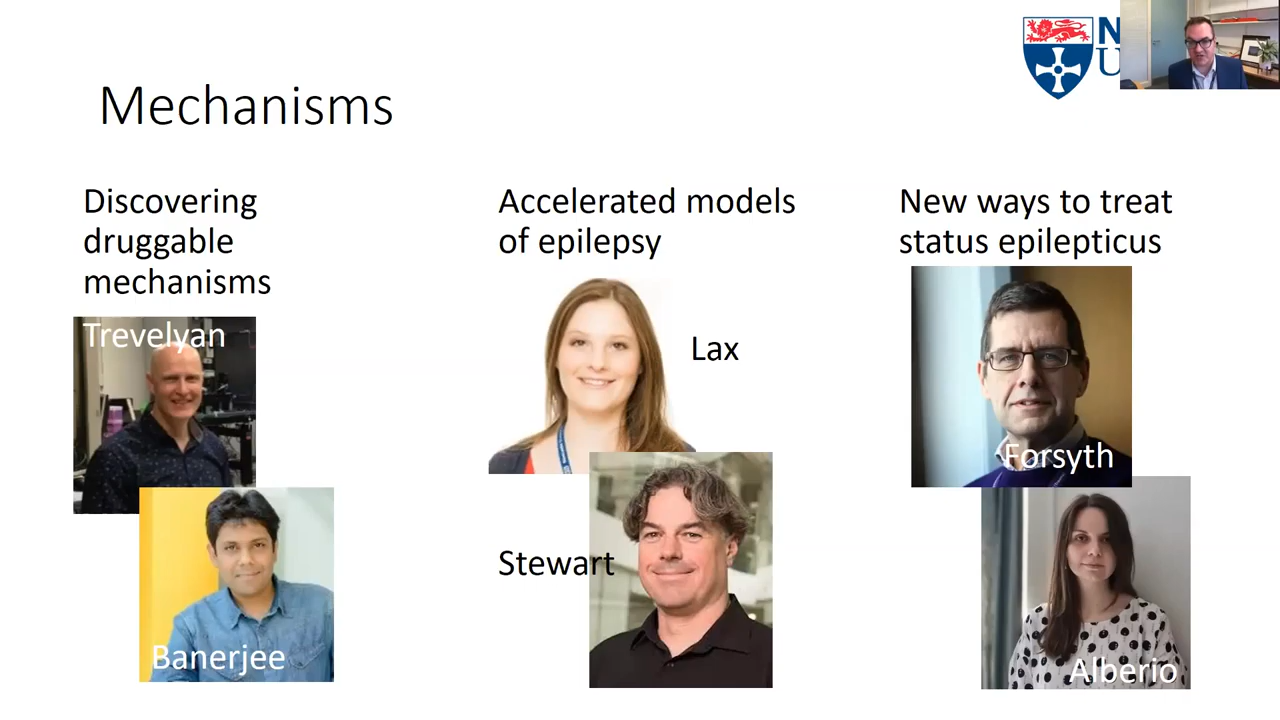 Mechanisms
Discovering
druggable
mechanisms
Trevelyan
Banerjee
Accelerated models
of epilepsy
Lax
Stewart
New ways to treat
status epilepticus
Forsyth
Alberio
N
U